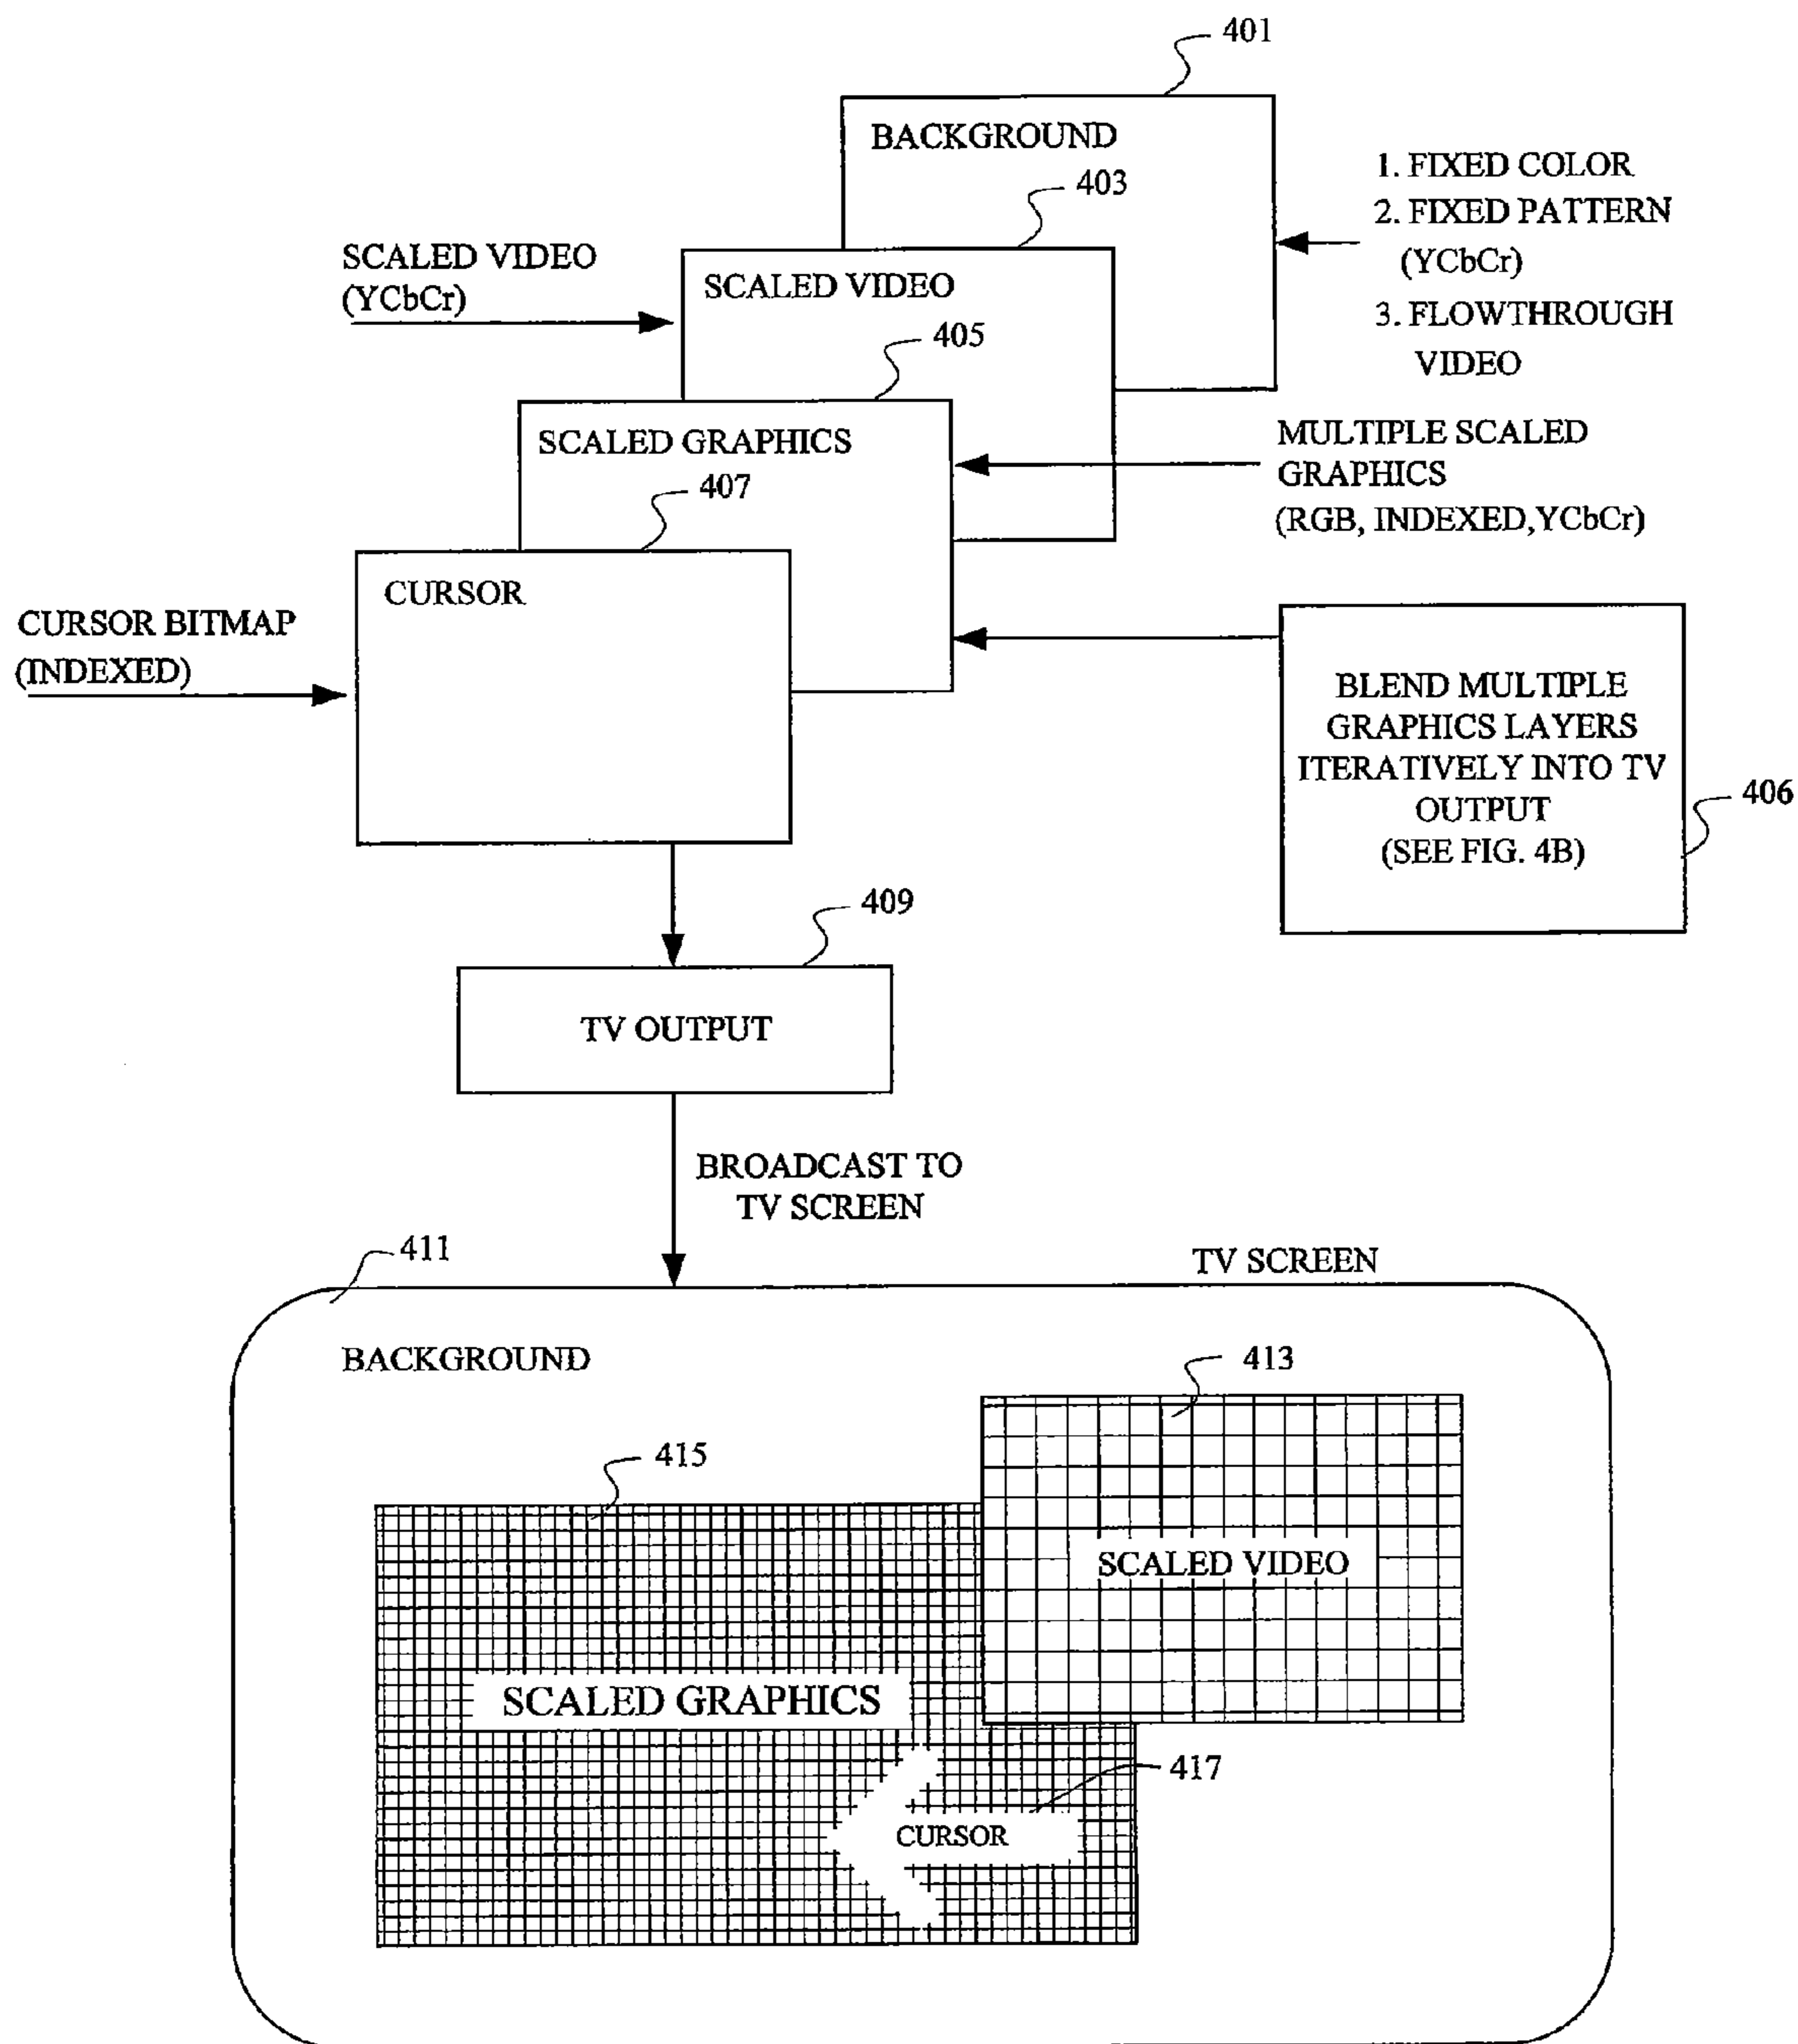 401
BACKGROUND
403
1. FIXED COLOR
2. FIXED PATTERN
(YCbCr)
3. FLOWTHROUGH
VIDEO
SCALED VIDEO
(YCbCr)
SCALED VIDEO
405
SCALED GRAPHICS
MULTIPLE SCALED
GRAPHICS
(RGB, INDEXED,YCbCr)
407
CURSOR
CURSOR BITMAP
(INDEXED)
BLEND MULTIPLE
GRAPHICS LAYERS
ITERATIVELY INTO TV
OUTPUT
(SEE FIG. 4B)
406
409
TV OUTPUT
BROADCAST TO
TV SCREEN
411
TV SCREEN
BACKGROUND
413
415
SCALED VIDEO
SCALED GRAPHICS
417
CURSOR